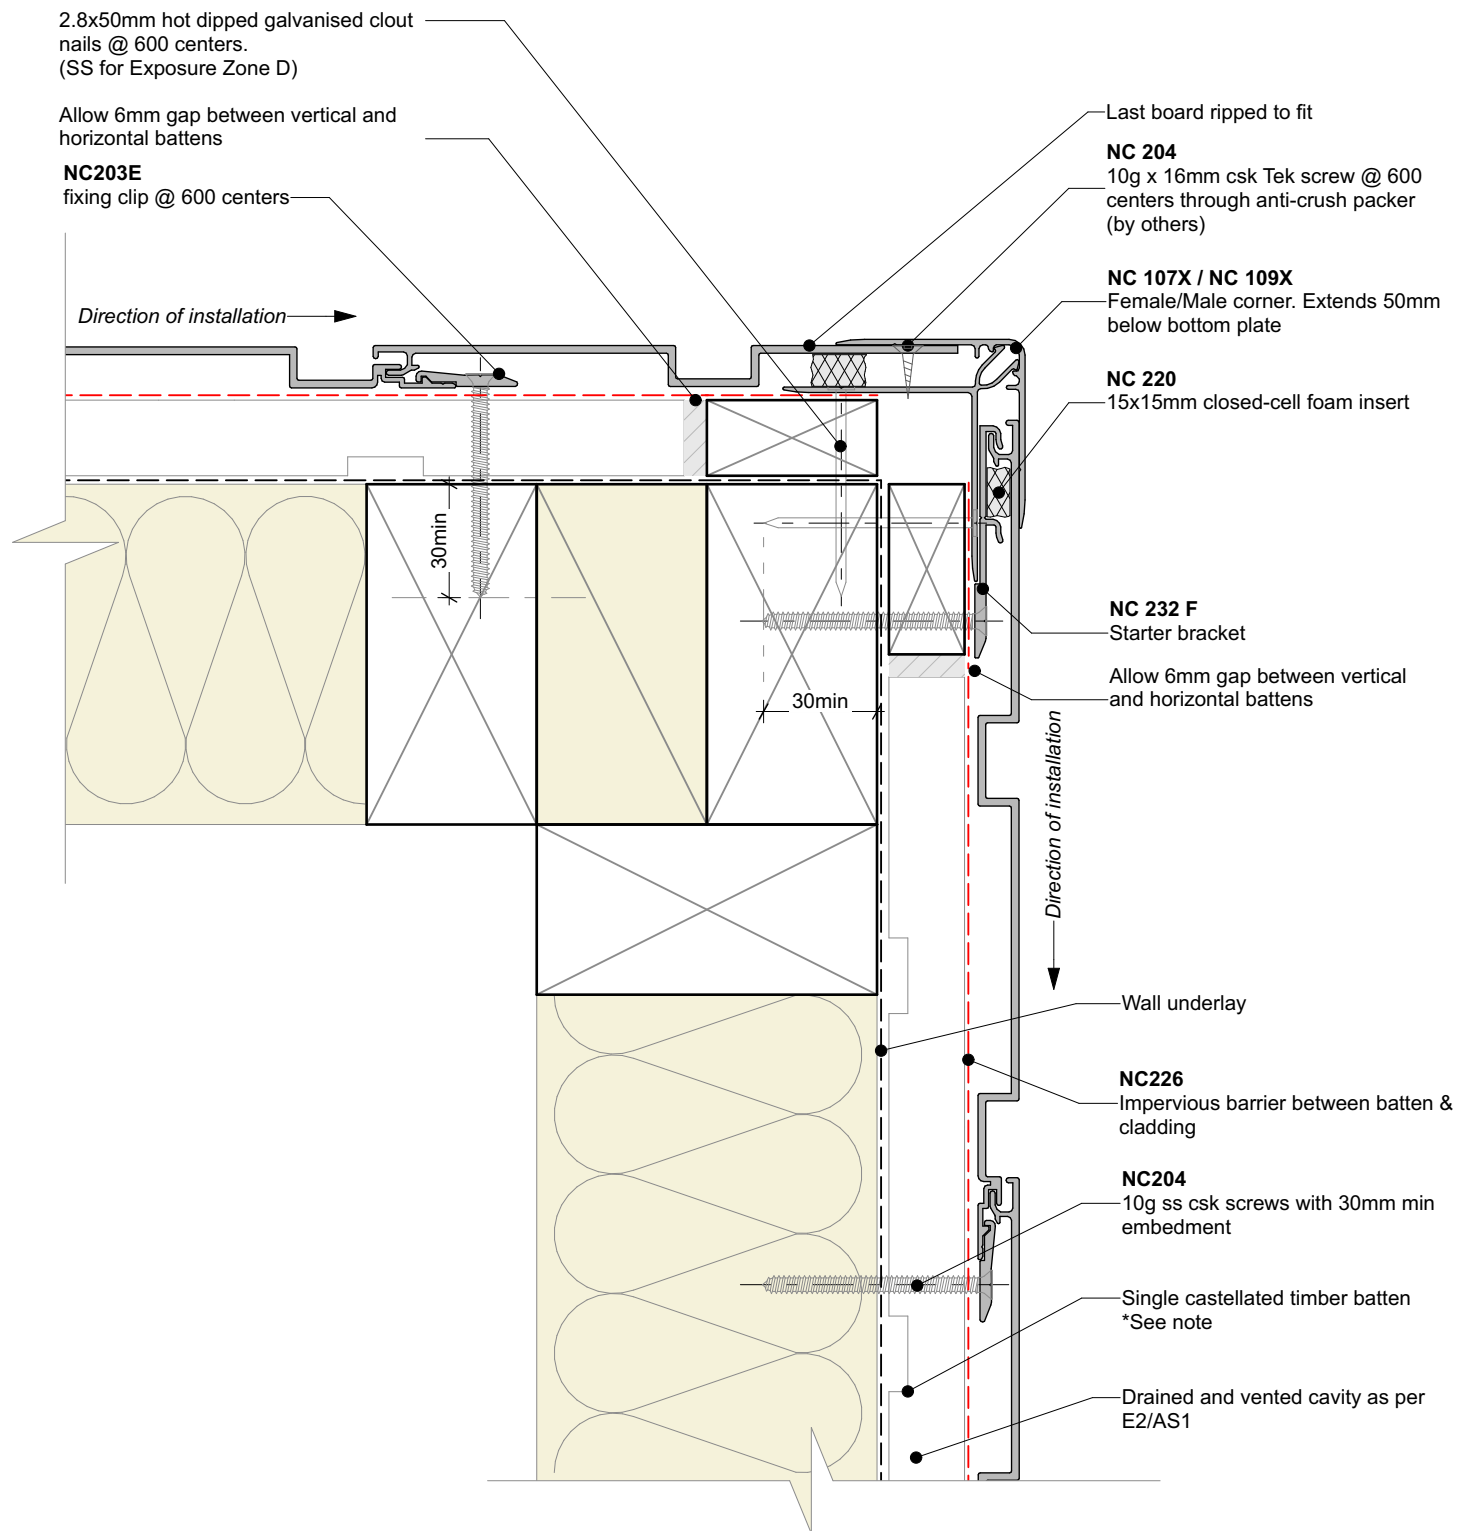 2.8x50mm hot dipped galvanised clout
nails @ 600 centers.
(SS for Exposure Zone D)
Allow 6mm gap between vertical and
horizontal battens
NC203E
fixing clip @ 600 centers
Direction of installation
Last board ripped to fit
NC 204
10g x 16mm csk Tek screw @ 600
centers through anti-crush packer
(by others)
NC 107X / NC 109X
Female/Male corner. Extends 50mm
below bottom plate
NC 220
15x15mm closed-cell foam insert
30min
30min
NC 232 F
Starter bracket
Allow 6mm gap between vertical
and horizontal battens
Direction of installation
Wall underlay
NC226
Impervious barrier between batten &
cladding
NC204
10g ss csk screws with 30mm min
embedment
Single castellated timber batten
*See note
Drained and vented cavity as per
E2/AS1